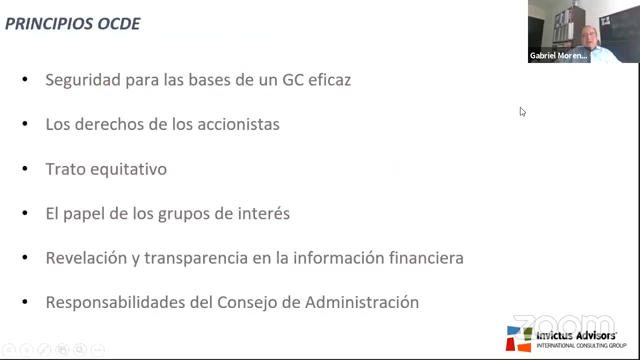 PRINCIPIOS OCDE
Gabriel Moren...
• Seguridad para las bases de un GC eficaz
• Los derechos de los accionistas
• Trato equitativo
• El papel de los grupos de interés
• Revelación y transparencia en la información financiera
• Responsabilidades del Consejo de Administración
zoom
Invictus Advisors
INTERNATIONAL CONSULTING GROUP